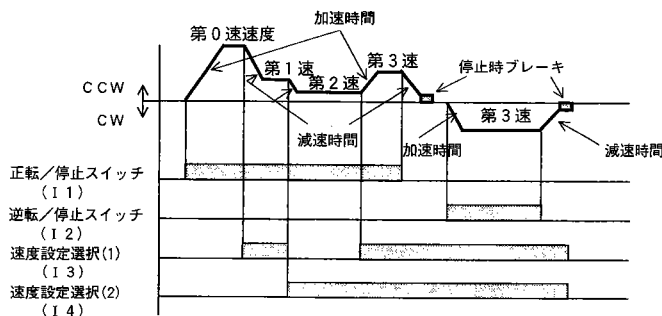 加速時間
第０速速度
第１速
第２速
第３速
停止時ブレーキ
ＣＣＷ
ＣＷ
減速時間
加速時間
第３速
減速時間
正転／停止スイッチ
（Ｉ１）
逆転／停止スイッチ
（Ｉ２）
速度設定選択(1)
（Ｉ３）
速度設定選択(2)
（Ｉ４）